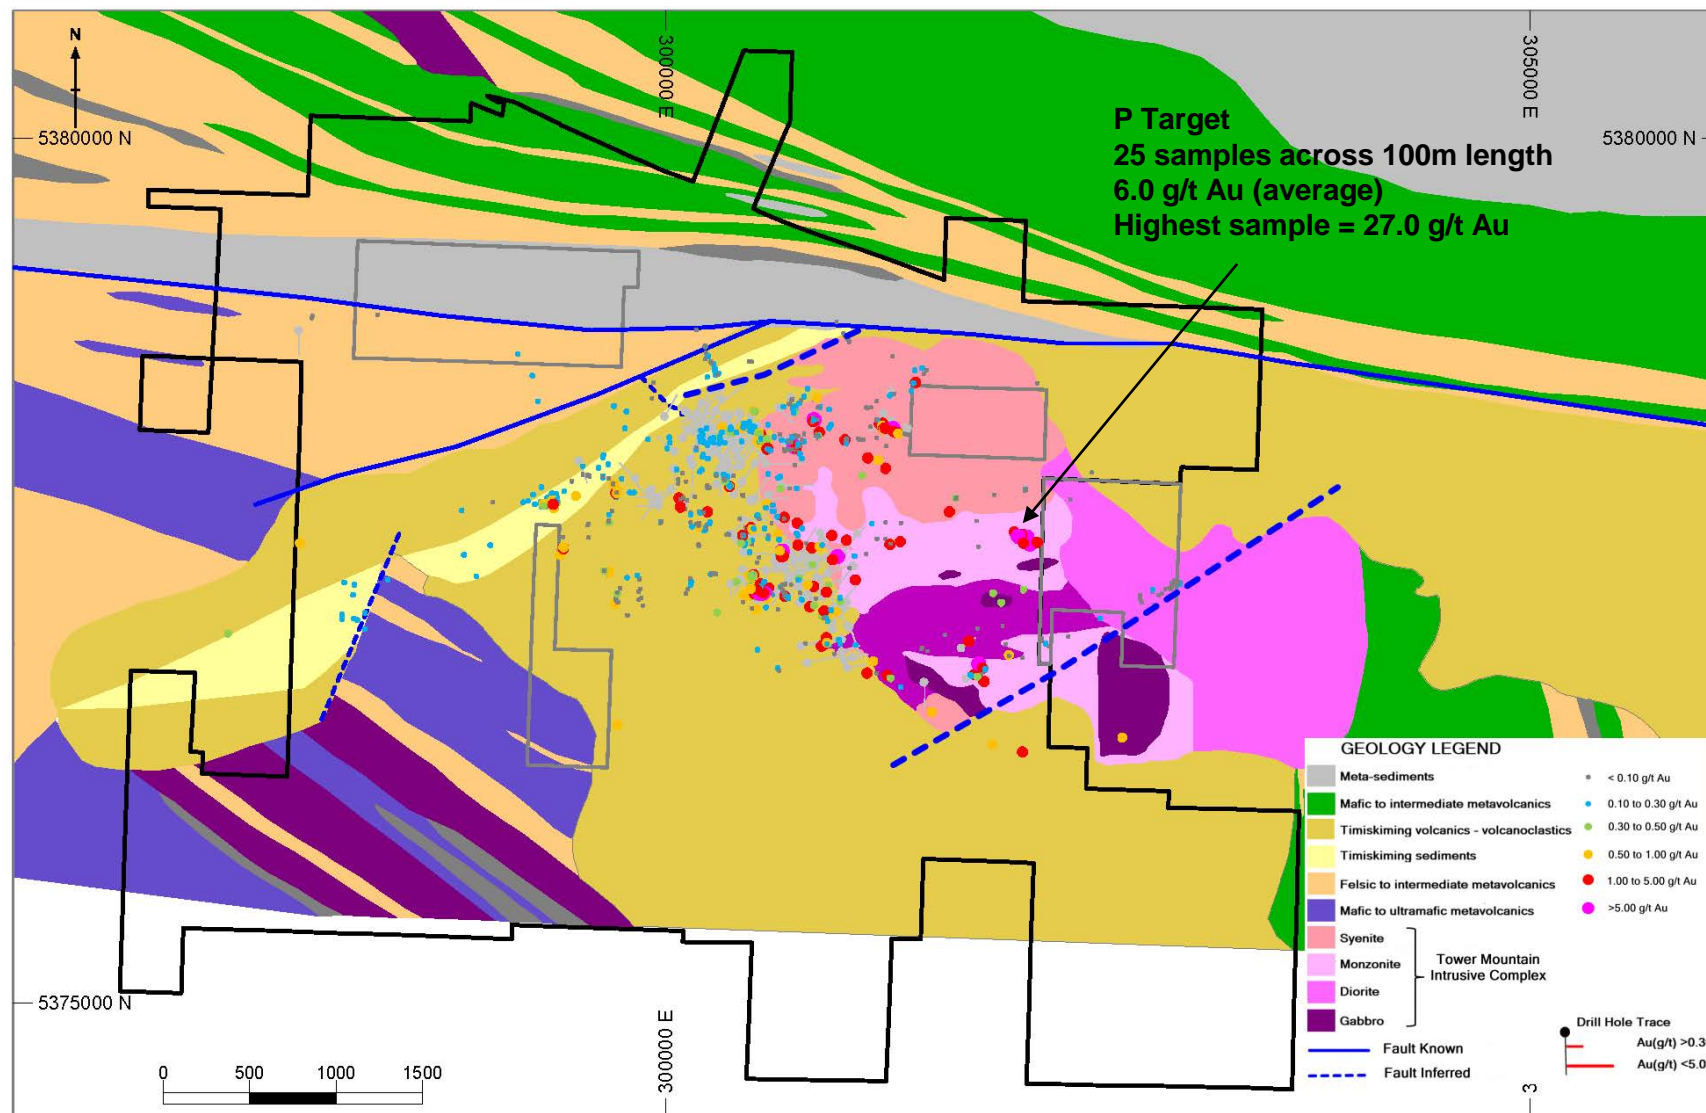 N
300000 E
305000 E
5380000 N
5380000 N
P Target
25 samples across 100m length
6.0 g/t Au (average)
Highest sample = 27.0 g/t Au
GEOLOGY LEGEND
Meta-sediments
Mafic to intermediate metavolcanics
Timiskiming volcanics - volcanoclastics
Timiskiming sediments
Felsic to intermediate metavolcanics
Mafic to ultramafic metavolcanics
Syenite
Monzonite
Diorite
Gabbro
Tower Mountain
Intrusive Complex
Fault Known
Fault Inferred
< 0.10 g/t Au
0.10 to 0.30 g/t Au
0.30 to 0.50 g/t Au
0.50 to 1.00 g/t Au
1.00 to 5.00 g/t Au
>5.00 g/t Au
Drill Hole Trace
Au(g/t) >0.3
Au(g/t) <5.0
5375000 N
300000 E
3
0 500 1000 1500